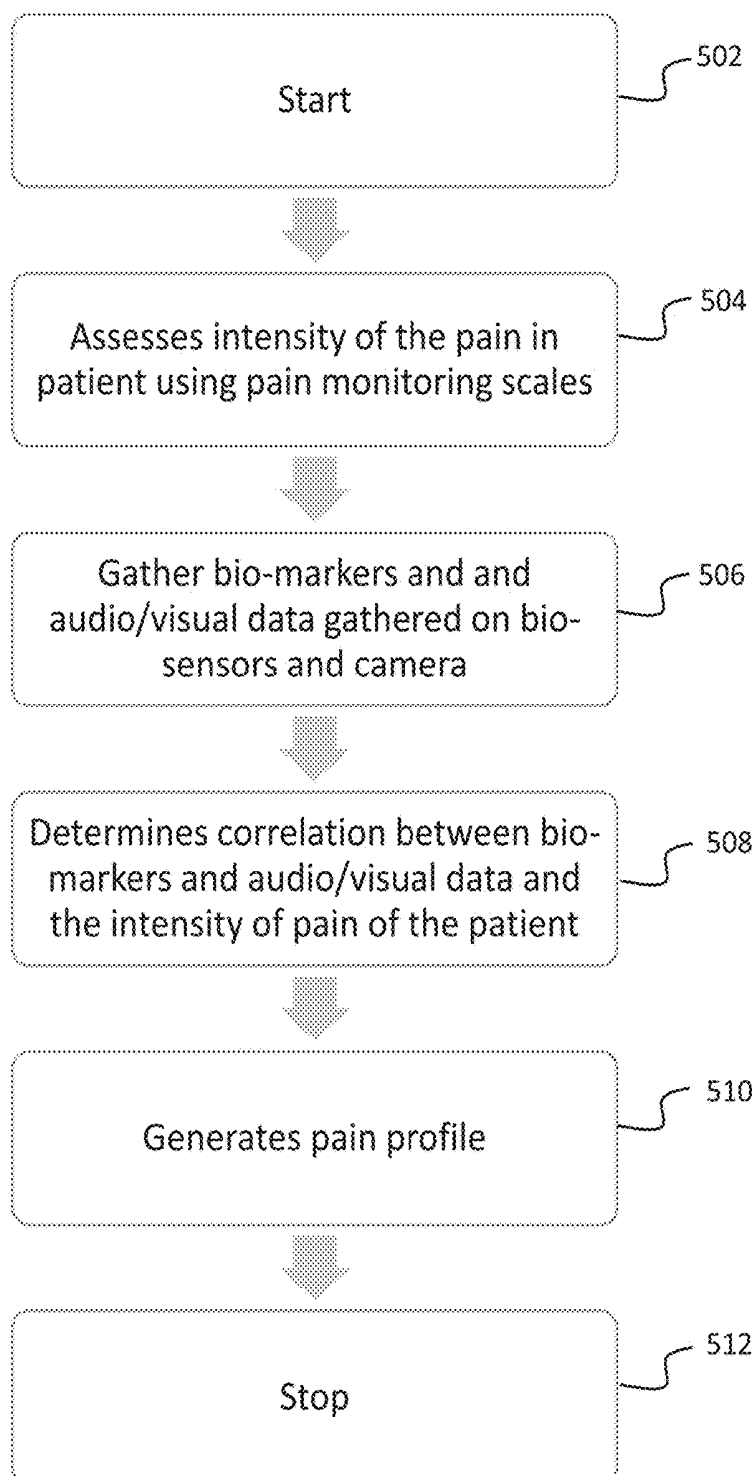 Start
502
Assesses intensity of the pain in
patient using pain monitoring scales
504
Gather bio-markers and and
audio/visual data gathered on bio-
sensors and camera
506
Determines correlation between bio-
markers and audio/visual data and
the intensity of pain of the patient
508
Generates pain profile
510
Stop
512